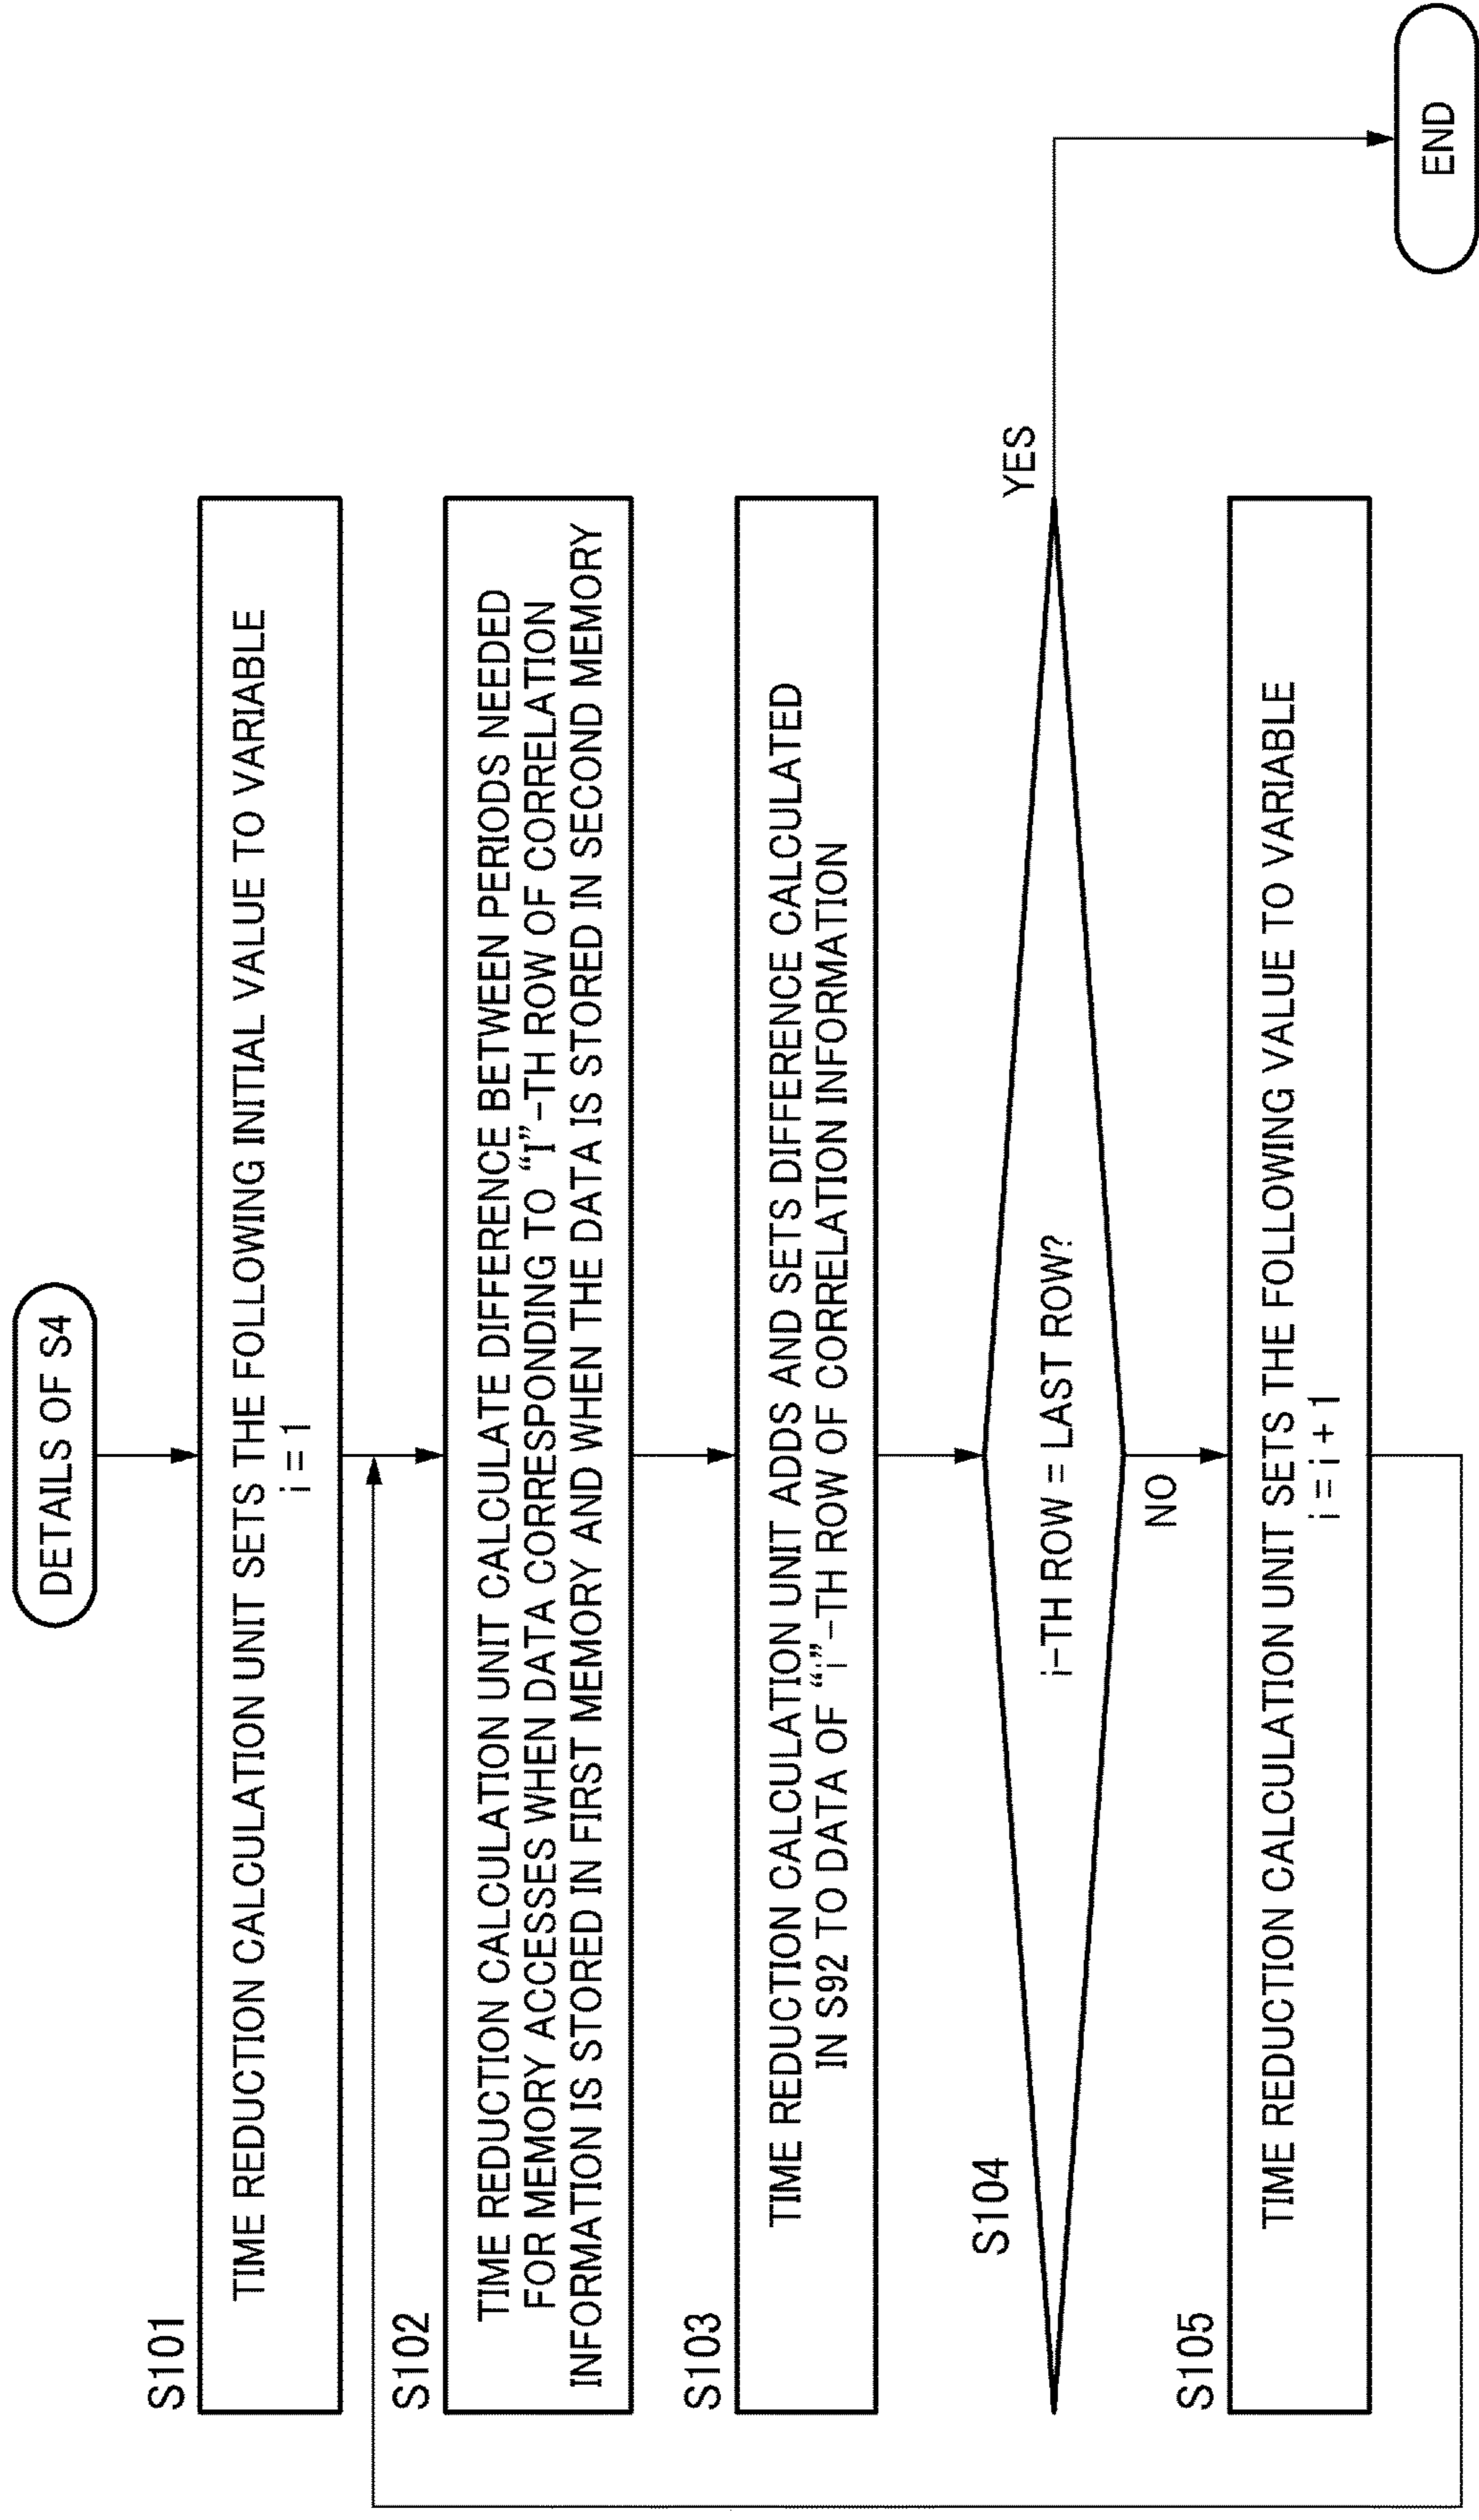 DETAILS OF S4
S101
TIME REDUCTION CALCULATION UNIT SETS THE FOLLOWING INITIAL VALUE TO VARIABLE
i = 1
S102
TIME REDUCTION CALCULATION UNIT CALCULATE DIFFERENCE BETWEEN PERIODS NEEDED
FOR MEMORY ACCESSES WHEN DATA CORRESPONDING TO “I”-TH ROW OF CORRELATION
INFORMATION IS STORED IN FIRST MEMORY AND WHEN THE DATA IS STORED IN SECOND MEMORY
S103
TIME REDUCTION CALCULATION UNIT ADDS AND SETS DIFFERENCE CALCULATED
IN S92 TO DATA OF “i”-TH ROW OF CORRELATION INFORMATION
S104
i-TH ROW = LAST ROW?
YES
NO
S105
TIME REDUCTION CALCULATION UNIT SETS THE FOLLOWING VALUE TO VARIABLE
i = i + 1
END